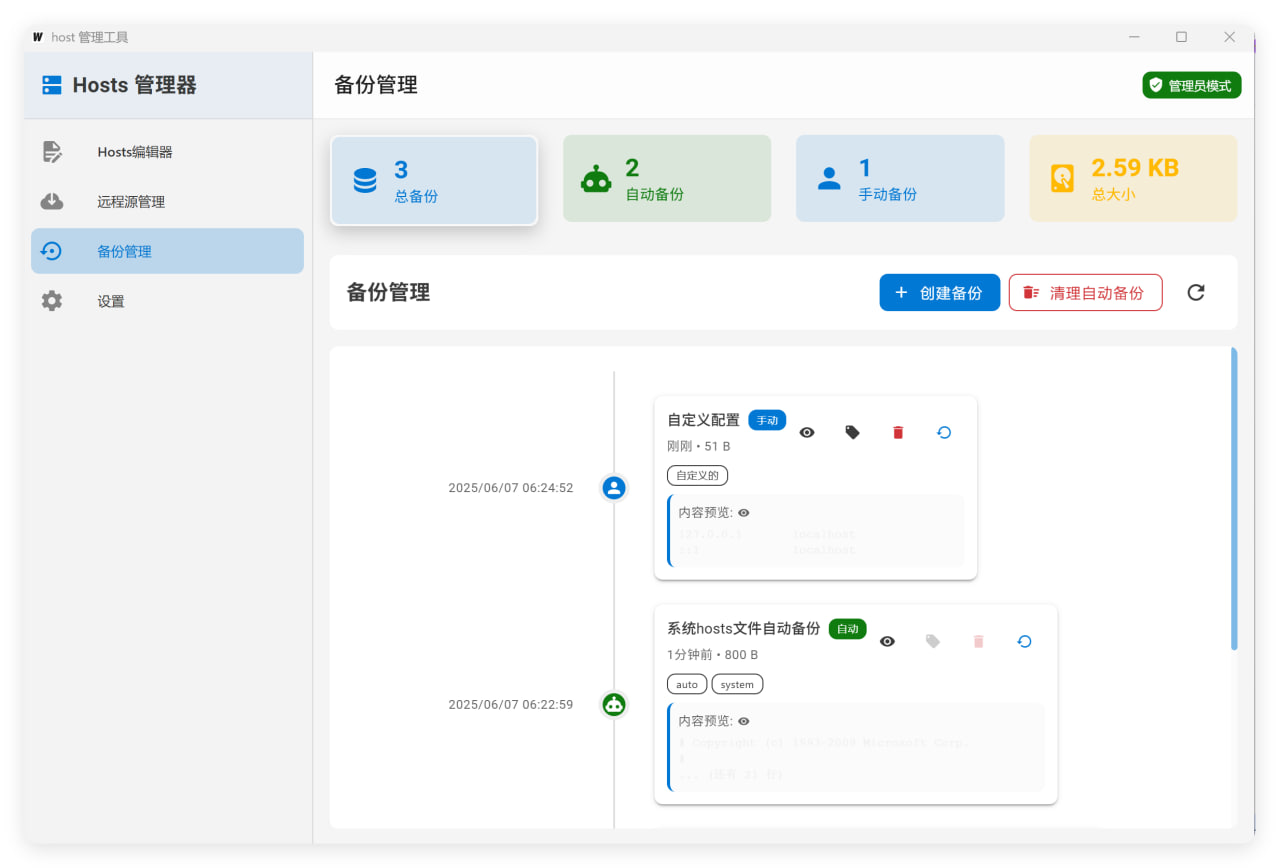 W host 管理工具
Hosts 管理器
备份管理
管理员模式
Hosts编辑器
远程源管理
备份管理
设置
3
总备份
2
自动备份
1
手动备份
2.59 KB
总大小
备份管理
+ 创建备份
清理自动备份
2025/06/07 06:24:52
自定义配置 手动
刚刚 • 51 B
自定义的
内容预览:
127.0.0.1 localhost
::1 localhost
2025/06/07 06:22:59
系统hosts文件自动备份 自动
1分钟前 • 800 B
auto system
内容预览:
# Copyright (c) 1993-2009 Microsoft Corp.
#
... (还有 21 行)